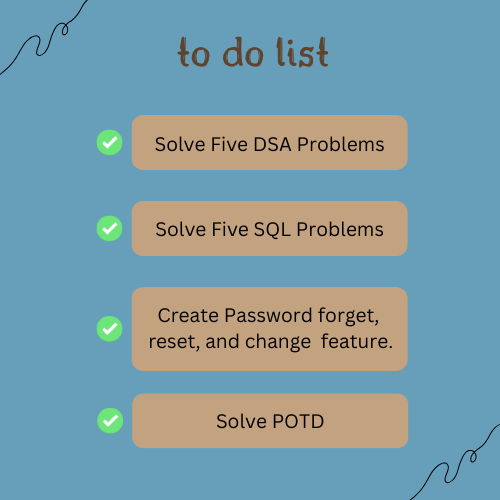 to do list
Solve Five DSA Problems
Solve Five SQL Problems
Create Password forget,
reset, and change  feature.
Solve POTD